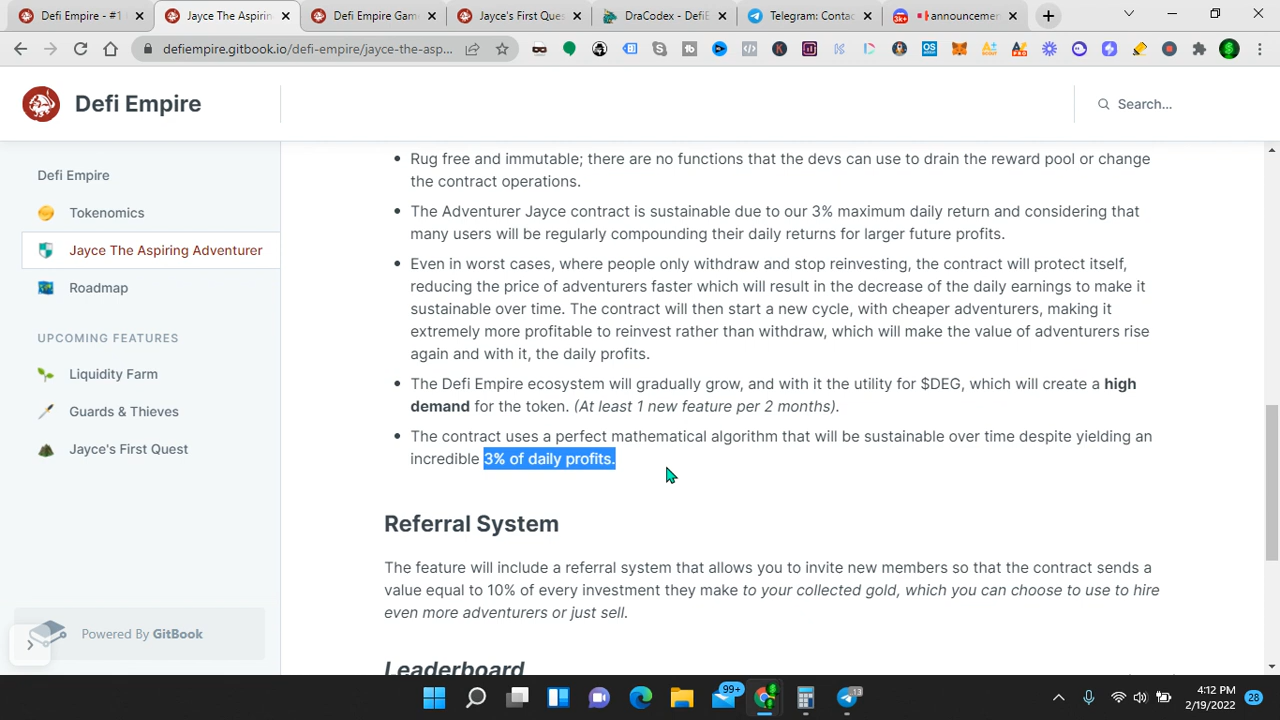 Defi Empire - #1
Jayce The Aspirin
Defi Empire Gam
Jayce's First Ques
DraCodex - DefiE
Telegram: Contac
3k+
announcemen
defiempire.gitbook.io/defi-empire/jayce-the-asp...
Defi Empire
Search...
Defi Empire
Tokenomics
Jayce The Aspiring Adventurer
Roadmap
UPCOMING FEATURES
Liquidity Farm
Guards & Thieves
Jayce's First Quest
Powered By GitBook
Rug free and immutable; there are no functions that the devs can use to drain the reward pool or change
the contract operations.
The Adventurer Jayce contract is sustainable due to our 3% maximum daily return and considering that
many users will be regularly compounding their daily returns for larger future profits.
Even in worst cases, where people only withdraw and stop reinvesting, the contract will protect itself,
reducing the price of adventurers faster which will result in the decrease of the daily earnings to make it
sustainable over time. The contract will then start a new cycle, with cheaper adventurers, making it
extremely more profitable to reinvest rather than withdraw, which will make the value of adventurers rise
again and with it, the daily profits.
The Defi Empire ecosystem will gradually grow, and with it the utility for $DEG, which will create a high
demand for the token. (At least 1 new feature per 2 months).
The contract uses a perfect mathematical algorithm that will be sustainable over time despite yielding an
incredible 3% of daily profits.
Referral System
The feature will include a referral system that allows you to invite new members so that the contract sends a
value equal to 10% of every investment they make to your collected gold, which you can choose to use to hire
even more adventurers or just sell.
Leaderboard
99+
13
4:12 PM
2/19/2022
28